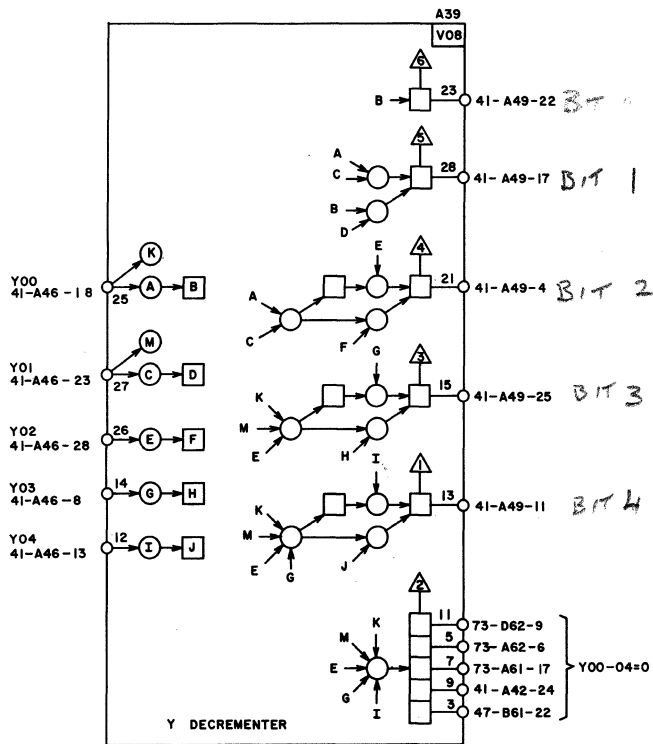 A39
V08
6
B
23
41-A49-22
BIT
5
A
C
B
D
28
41-A49-17
BIT 1
4
E
A
C
F
21
41-A49-4
BIT 2
Y00
41-A46-18
25
K
A
B
Y01
41-A46-23
27
M
C
D
3
G
K
M
E
H
15
41-A49-25
BIT 3
Y02
41-A46-28
26
E
F
Y03
41-A46-8
14
G
H
Y04
41-A46-13
12
I
J
1
I
K
M
E
G
J
13
41-A49-11
BIT 4
2
K
M
E
G
I
11
73-D62-9
5
73-A62-6
7
73-A61-17
9
41-A42-24
3
47-B61-22
Y00-04=0
Y DECREMENTER